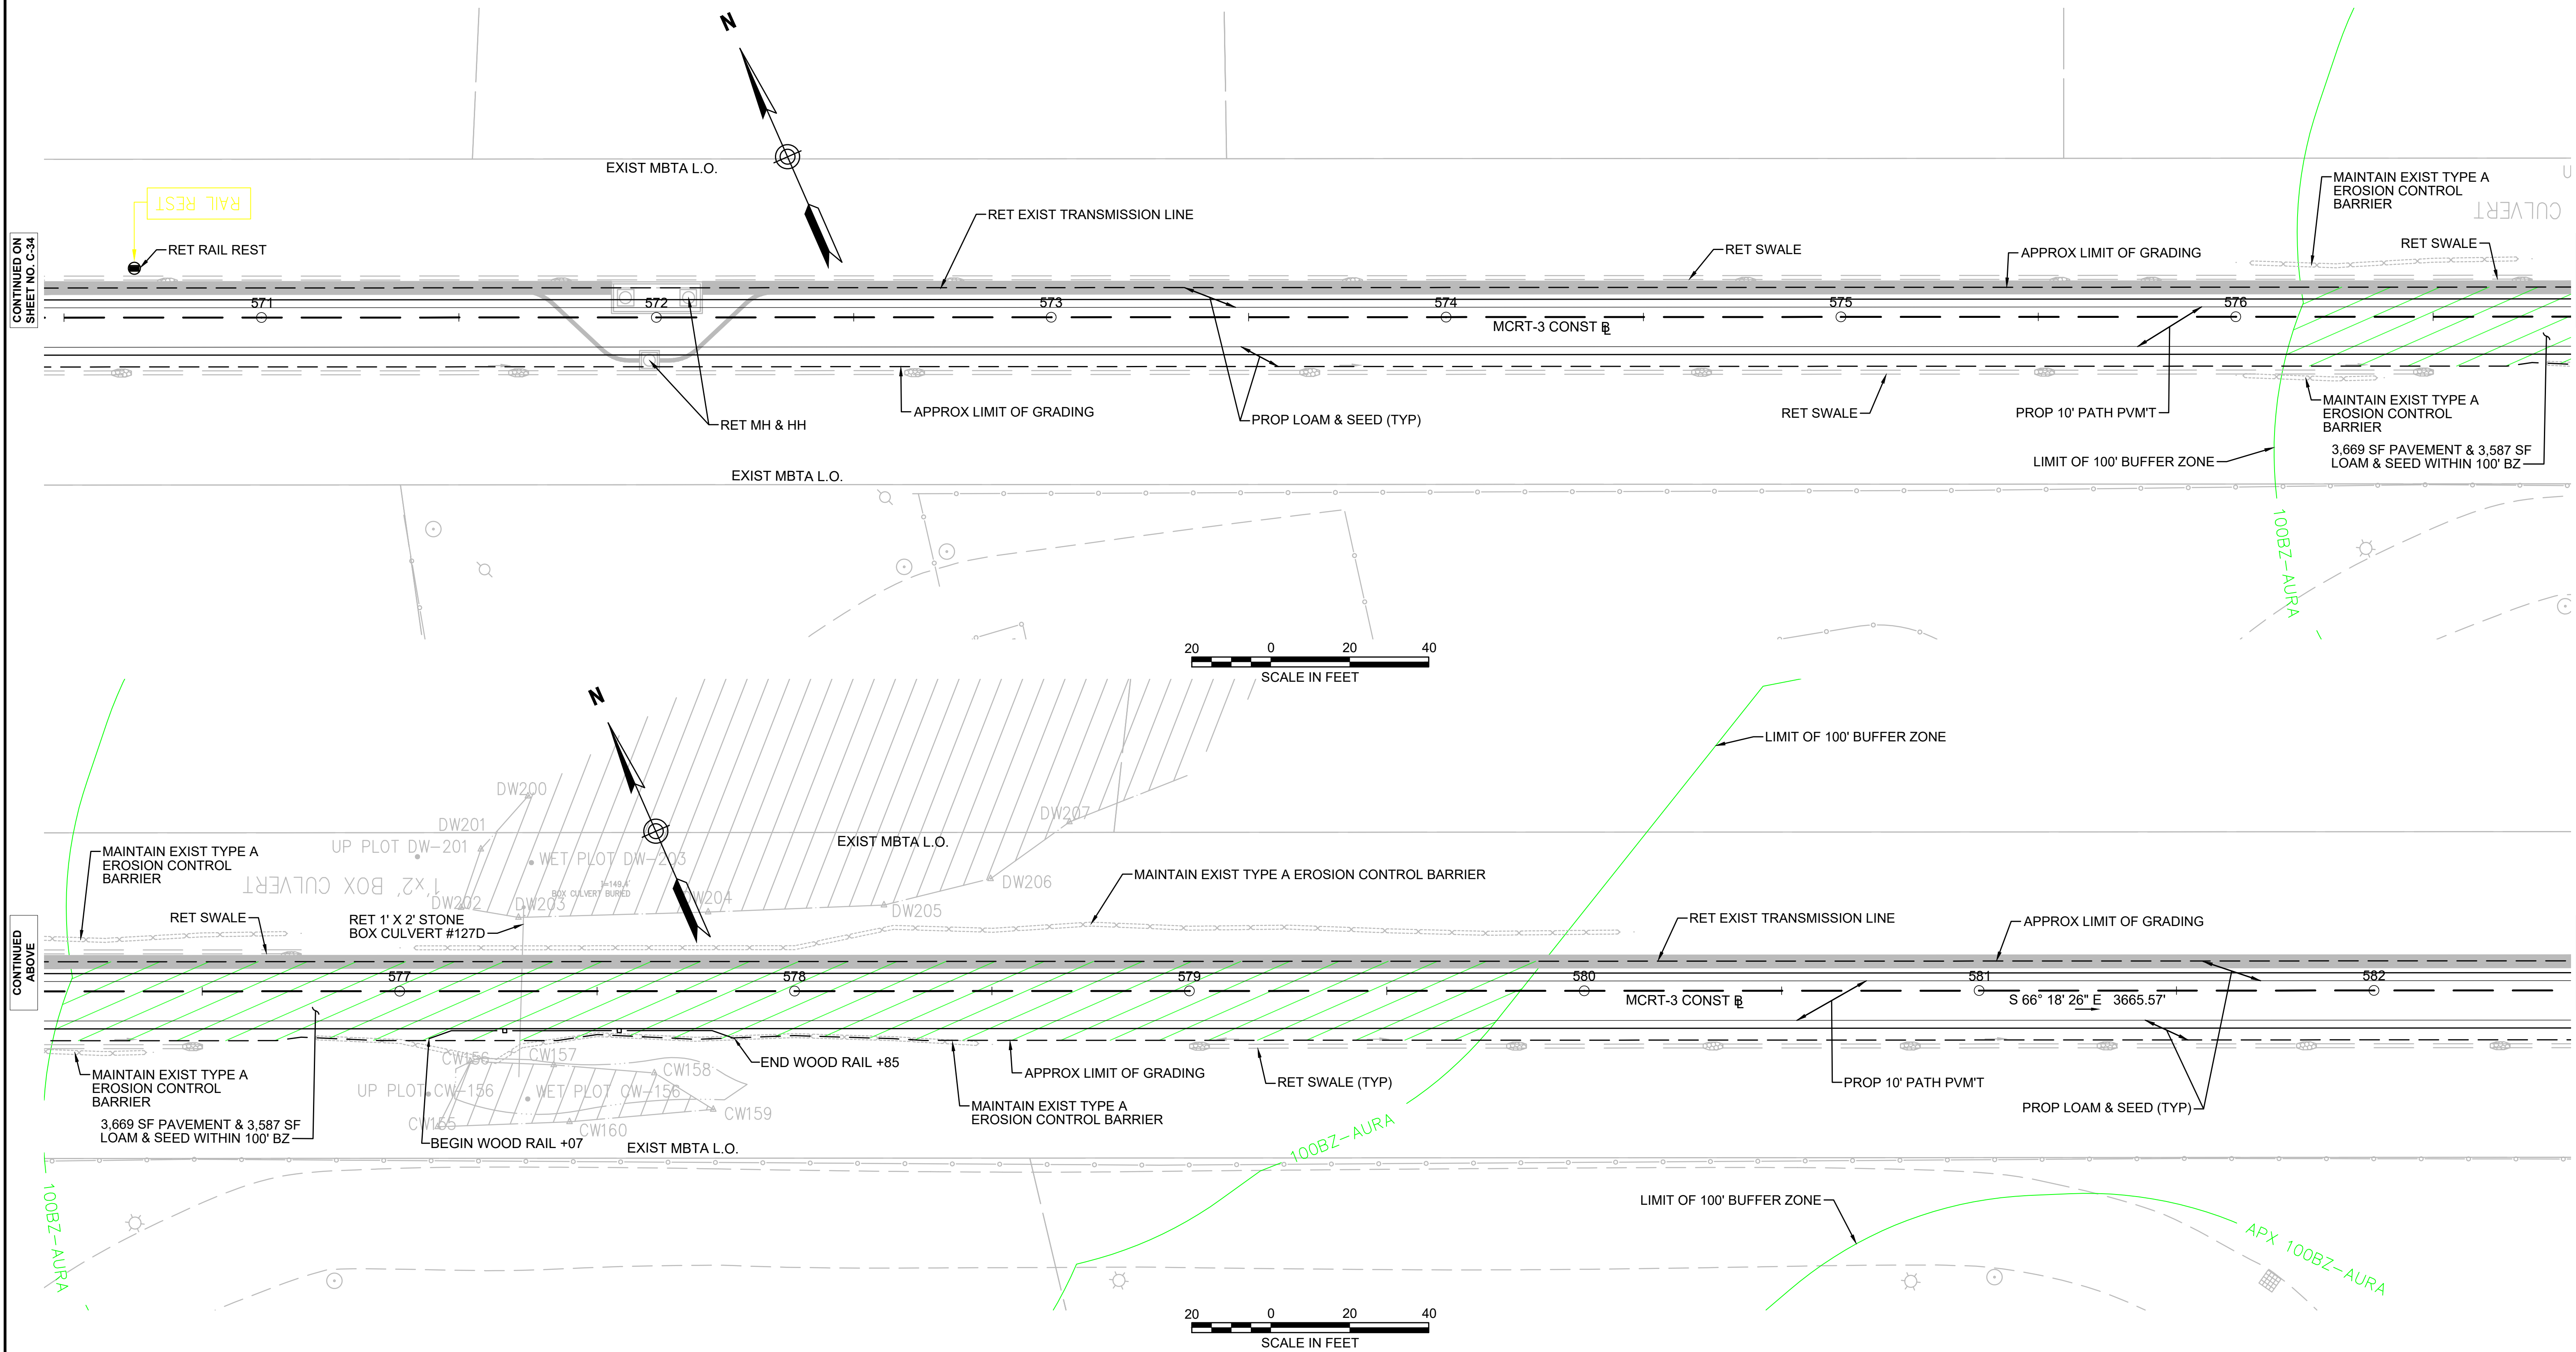 N
EXIST MBTA L.O.
RAIL REST
RET RAIL REST
CONTINUED ON
SHEET NO. C-34
RET EXIST TRANSMISSION LINE
RET SWALE
APPROX LIMIT OF GRADING
MAINTAIN EXIST TYPE A
EROSION CONTROL
BARRIER
U
CULVERT
RET SWALE
571
572
573
574
575
576
MCRT-3 CONST BL
APPROX LIMIT OF GRADING
RET MH & HH
PROP LOAM & SEED (TYP)
RET SWALE
PROP 10' PATH PVM'T
MAINTAIN EXIST TYPE A
EROSION CONTROL
BARRIER
LIMIT OF 100' BUFFER ZONE
3,669 SF PAVEMENT & 3,587 SF
LOAM & SEED WITHIN 100' BZ
EXIST MBTA L.O.
100BZ-AURA
20 0 20 40
SCALE IN FEET
N
LIMIT OF 100' BUFFER ZONE
DW200
DW201
UP PLOT DW-201
WET PLOT DW-203
DW207
EXIST MBTA L.O.
MAINTAIN EXIST TYPE A
EROSION CONTROL
BARRIER
1'x2' BOX CULVERT
I=149.4'
BOX CULVERT BURIED
DW202
DW203
DW204
DW205
DW206
MAINTAIN EXIST TYPE A EROSION CONTROL BARRIER
CONTINUED
ABOVE
RET SWALE
RET 1' X 2' STONE
BOX CULVERT #127D
RET EXIST TRANSMISSION LINE
APPROX LIMIT OF GRADING
577
578
579
580
581
582
MCRT-3 CONST BL
S 66° 18' 26" E 3665.57'
CW156
CW157
CW158
END WOOD RAIL +85
MAINTAIN EXIST TYPE A
EROSION CONTROL
BARRIER
UP PLOT CW-156
WET PLOT CW-156
APPROX LIMIT OF GRADING
RET SWALE (TYP)
PROP 10' PATH PVM'T
CW155
CW160
CW159
MAINTAIN EXIST TYPE A
EROSION CONTROL BARRIER
PROP LOAM & SEED (TYP)
3,669 SF PAVEMENT & 3,587 SF
LOAM & SEED WITHIN 100' BZ
BEGIN WOOD RAIL +07
EXIST MBTA L.O.
100BZ-AURA
100BZ-AURA
LIMIT OF 100' BUFFER ZONE
APX 100BZ-AURA
20 0 20 40
SCALE IN FEET